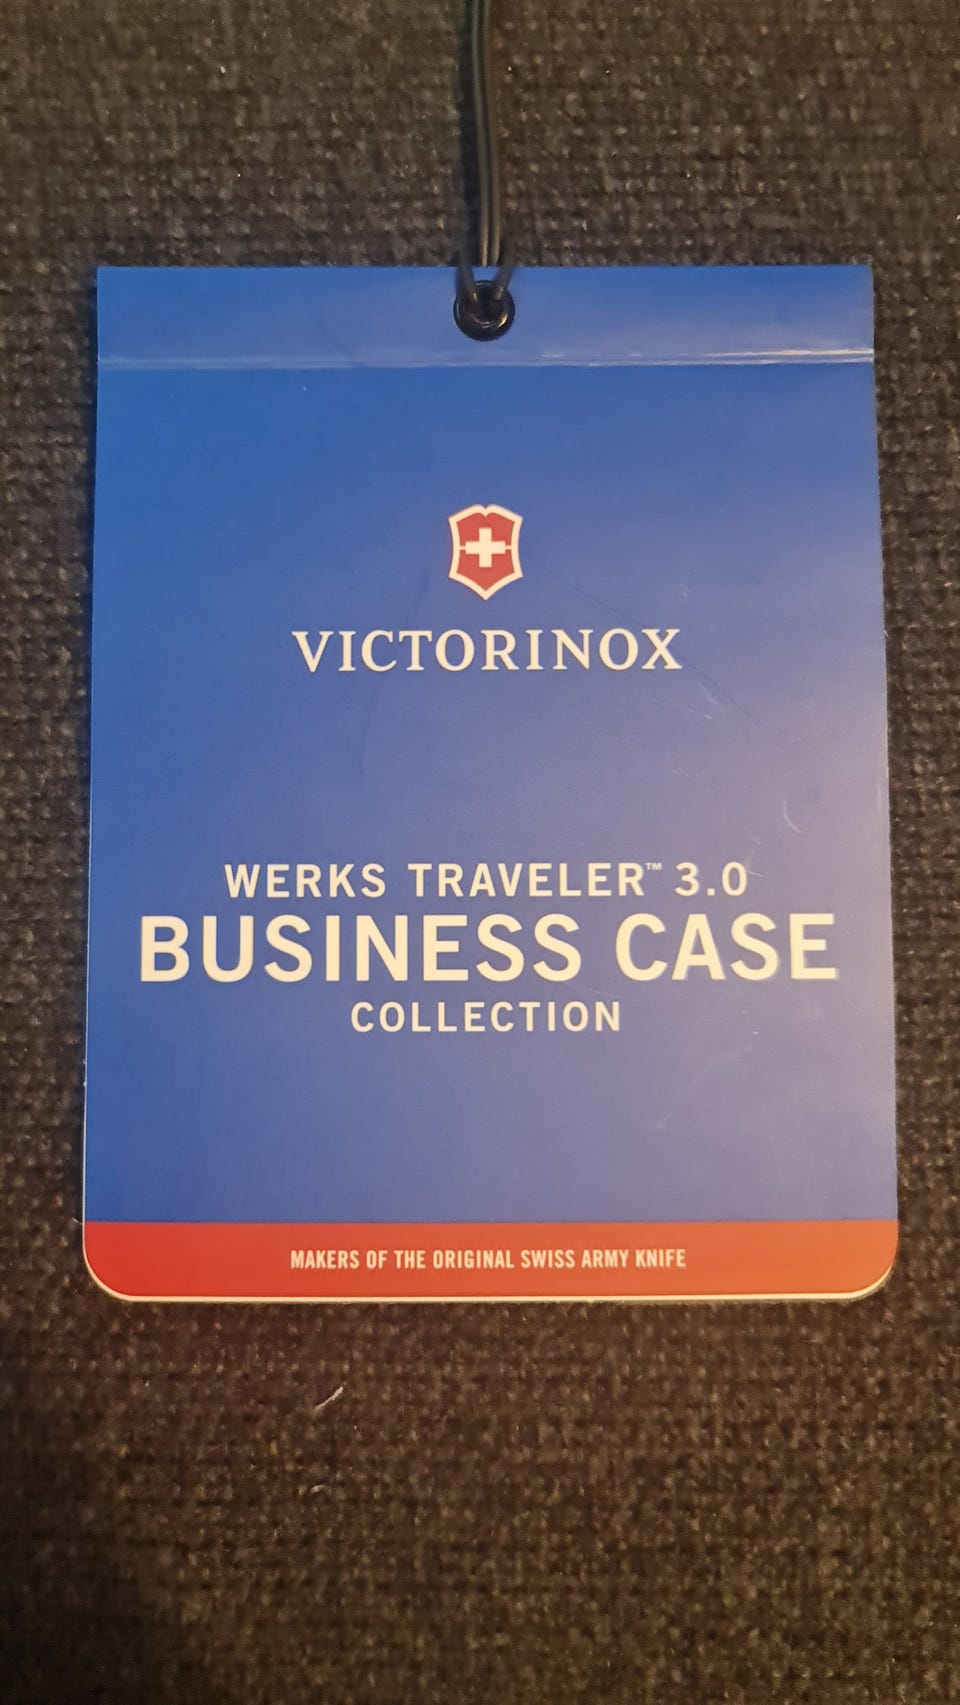 VICTORINOX
WERKS TRAVELER™ 3.0
BUSINESS CASE
COLLECTION
MAKERS OF THE ORIGINAL SWISS ARMY KNIFE